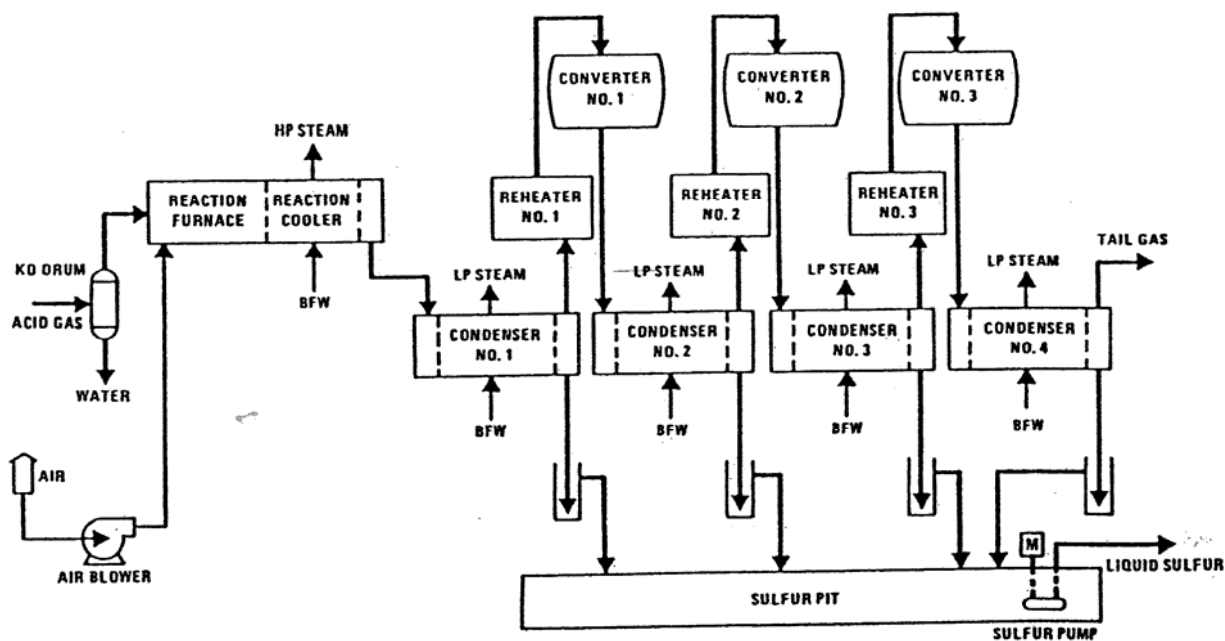 CONVERTER
NO. 1
CONVERTER
NO. 2
CONVERTER
NO. 3
HP STEAM
REACTION
FURNACE
REACTION
COOLER
REHEATER
NO. 1
REHEATER
NO. 2
REHEATER
NO. 3
TAIL GAS
KO DRUM
ACID GAS
BFW
LP STEAM
LP STEAM
LP STEAM
LP STEAM
CONDENSER
NO. 1
CONDENSER
NO. 2
CONDENSER
NO. 3
CONDENSER
NO. 4
WATER
BFW
BFW
BFW
BFW
AIR
AIR BLOWER
M
LIQUID SULFUR
SULFUR PIT
SULFUR PUMP